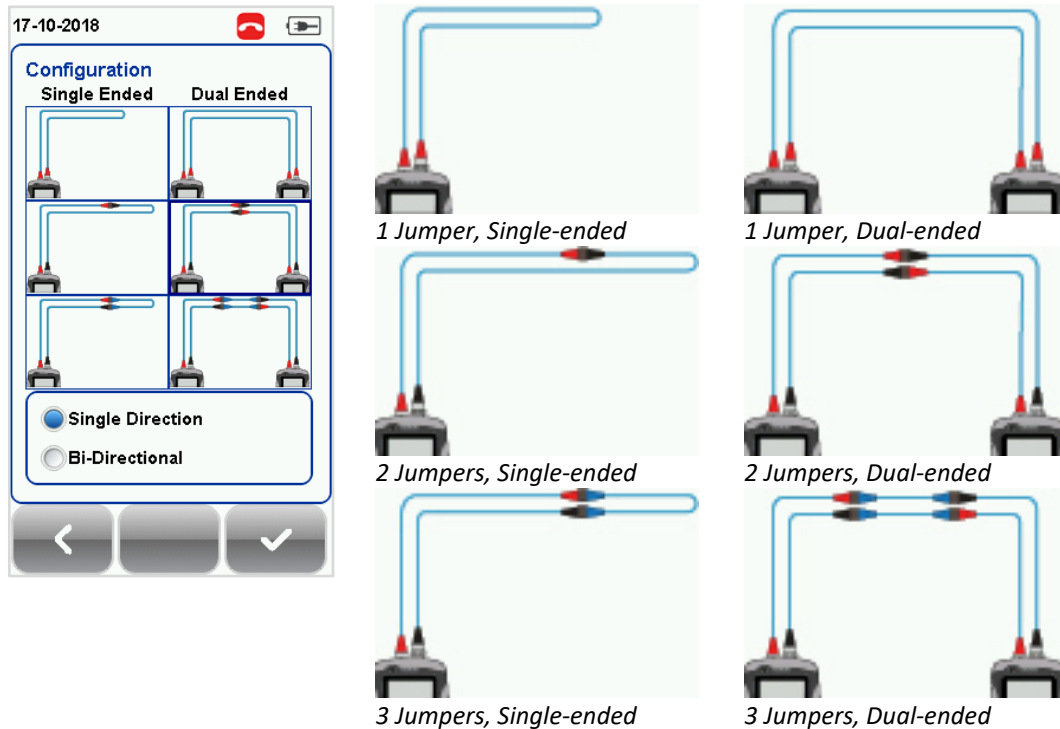 17-10-2018
Configuration
Single Ended
Dual Ended
Single Direction
Bi-Directional
1 Jumper, Single-ended
1 Jumper, Dual-ended
2 Jumpers, Single-ended
2 Jumpers, Dual-ended
3 Jumpers, Single-ended
3 Jumpers, Dual-ended